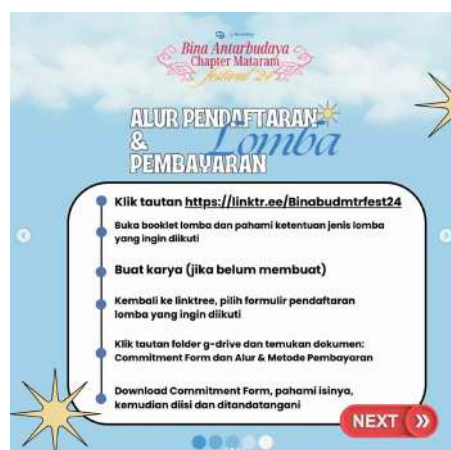 Bina Antarbudaya
Chapter Mataram
festival '24
ALUR PENDAFTARAN
& Lomba
PEMBAYARAN
Klik tautan https://linktr.ee/Binabudmtrfest24
Buka booklet lomba dan pahami ketentuan jenis lomba
yang ingin diikuti
Buat karya (jika belum membuat)
Kembali ke linktree, pilih formulir pendaftaran
lomba yang ingin diikuti
Klik tautan folder g-drive dan temukan dokumen:
Commitment Form dan Alur & Metode Pembayaran
Download Commitment Form, pahami isinya,
kemudian diisi dan ditandatangani
NEXT